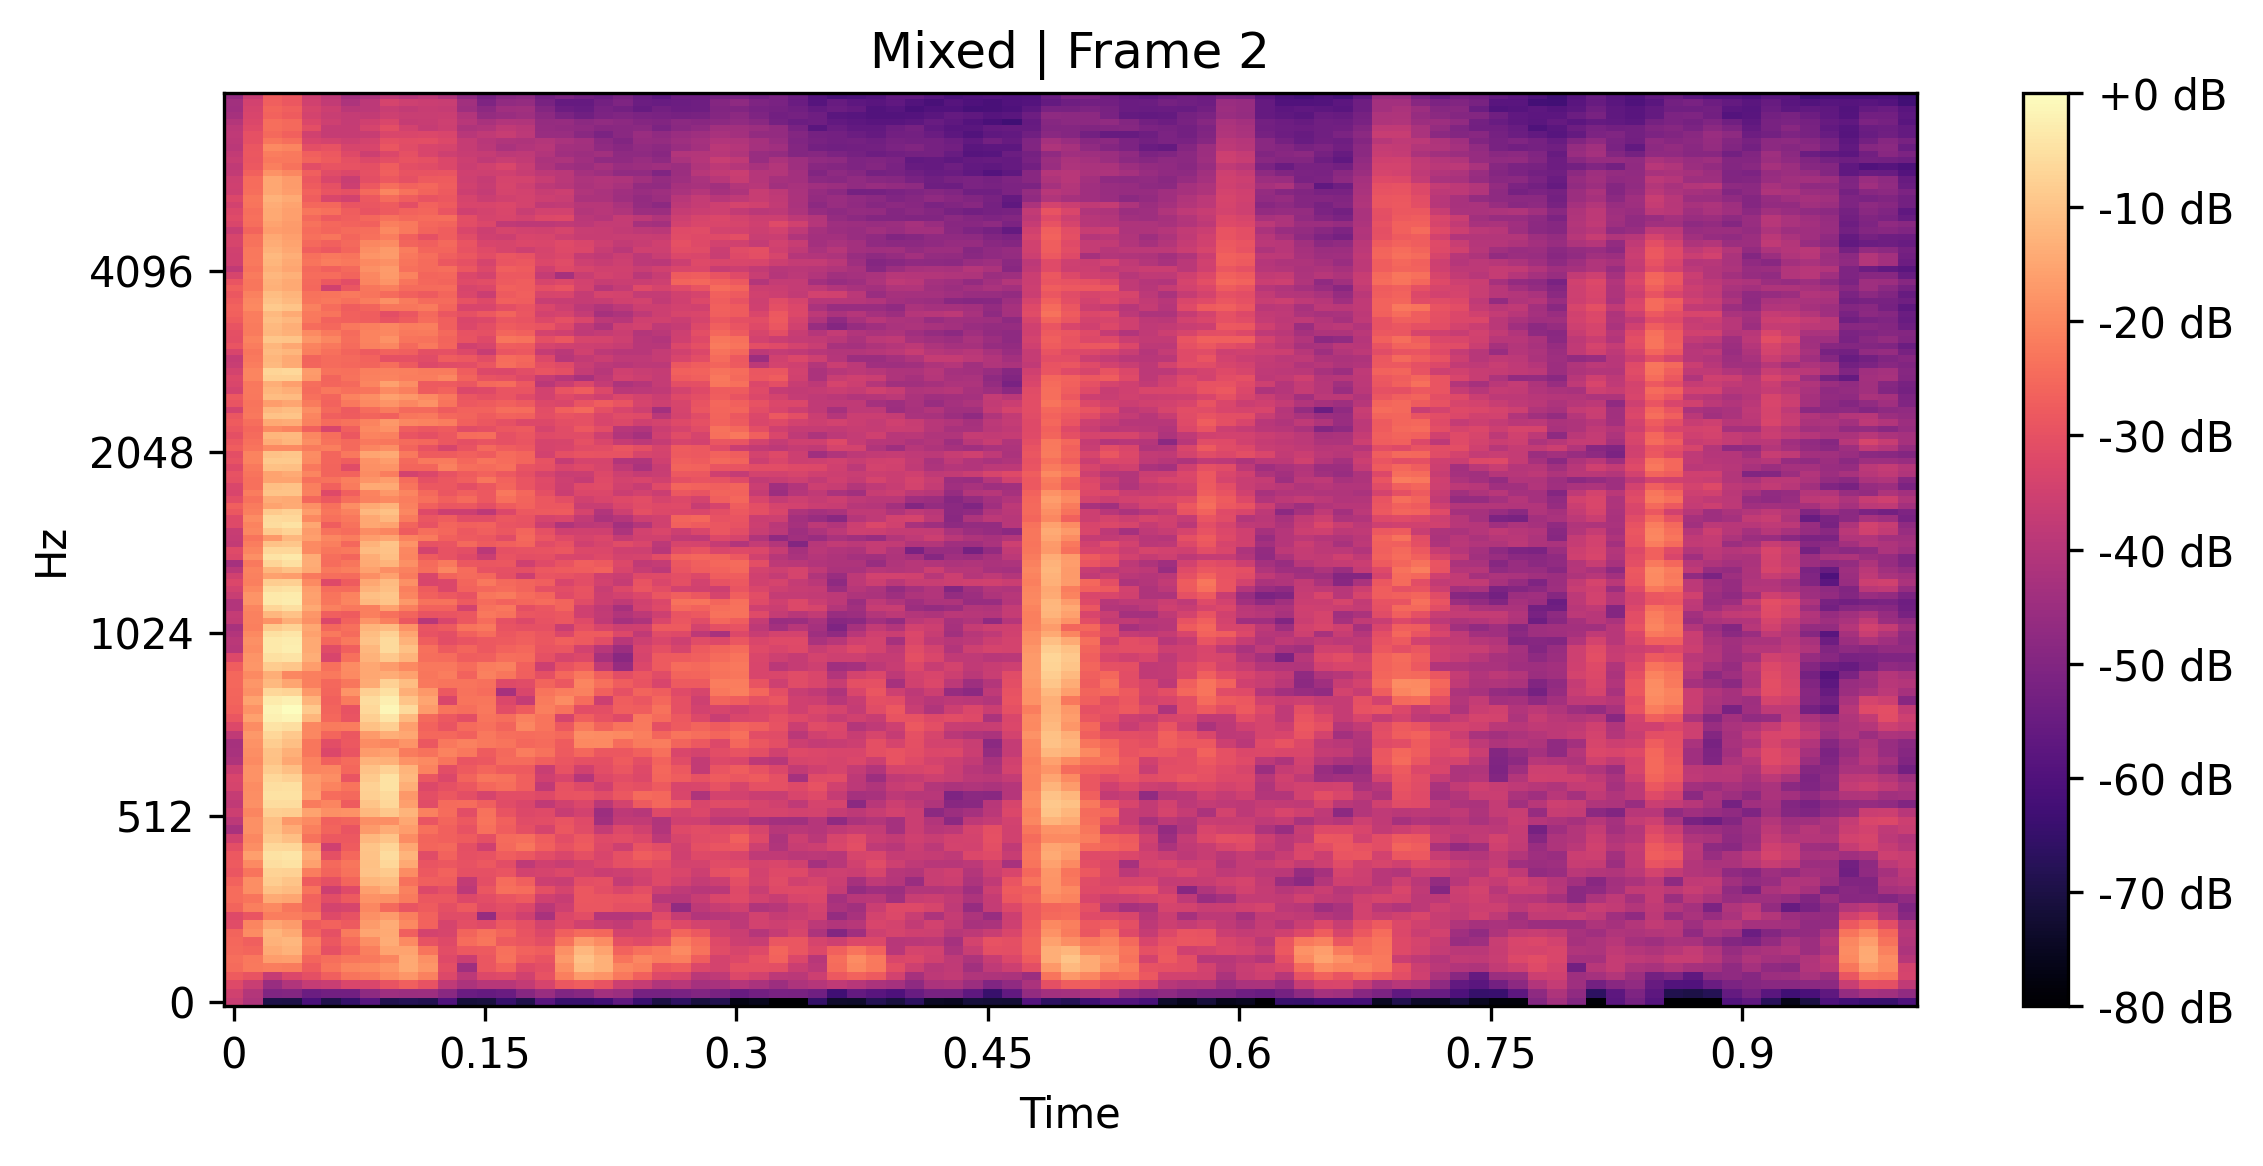 Mixed | Frame 2
Hz
4096
2048
1024
512
0
0 0.15 0.3 0.45 0.6 0.75 0.9
Time
+0 dB
-10 dB
-20 dB
-30 dB
-40 dB
-50 dB
-60 dB
-70 dB
-80 dB